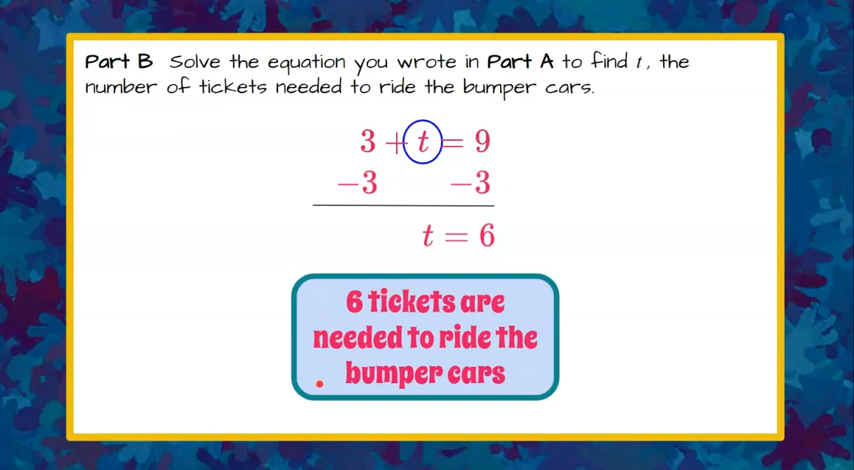 Part B Solve the equation you wrote in Part A to find t, the
number of tickets needed to ride the bumper cars.
3 + t = 9
−3 −3
t = 6
6 tickets are
needed to ride the
bumper cars